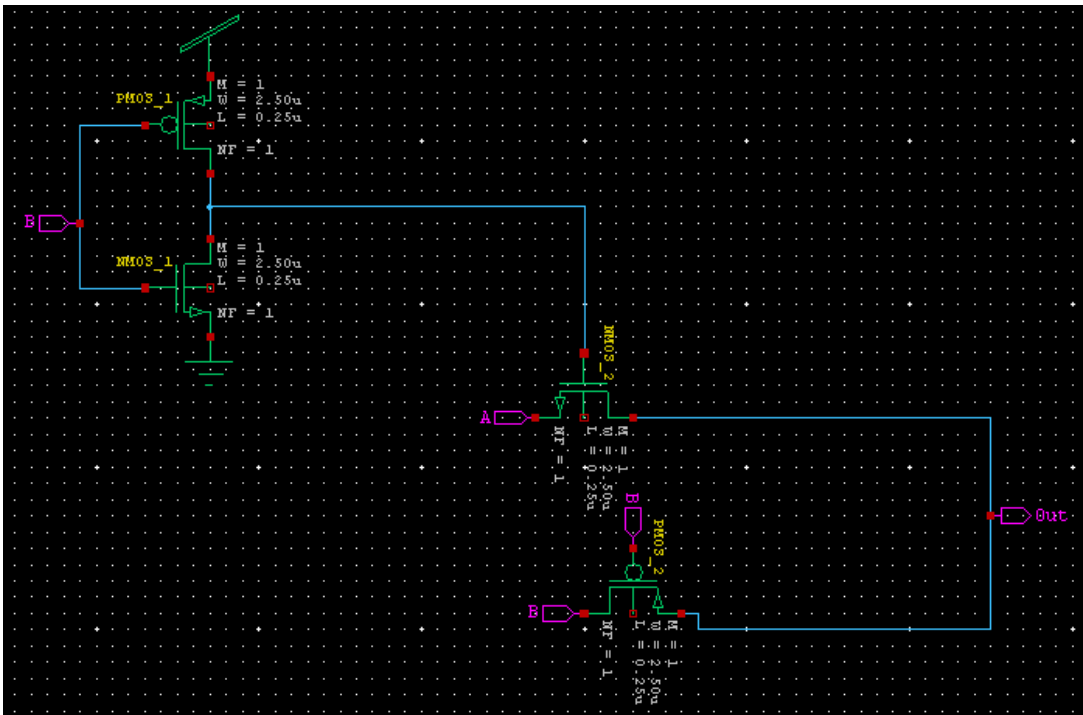 M = 1
PMOS_1
W = 2.50u
L = 0.25u
NF = 1
B
M = 1
NMOS_1
W = 2.50u
L = 0.25u
NF = 1
NMOS_2
A
M = 1
W = 2.50u
L = 0.25u
NF = 1
B
Out
PMOS_2
B
M = 1
W = 2.50u
L = 0.25u
NF = 1